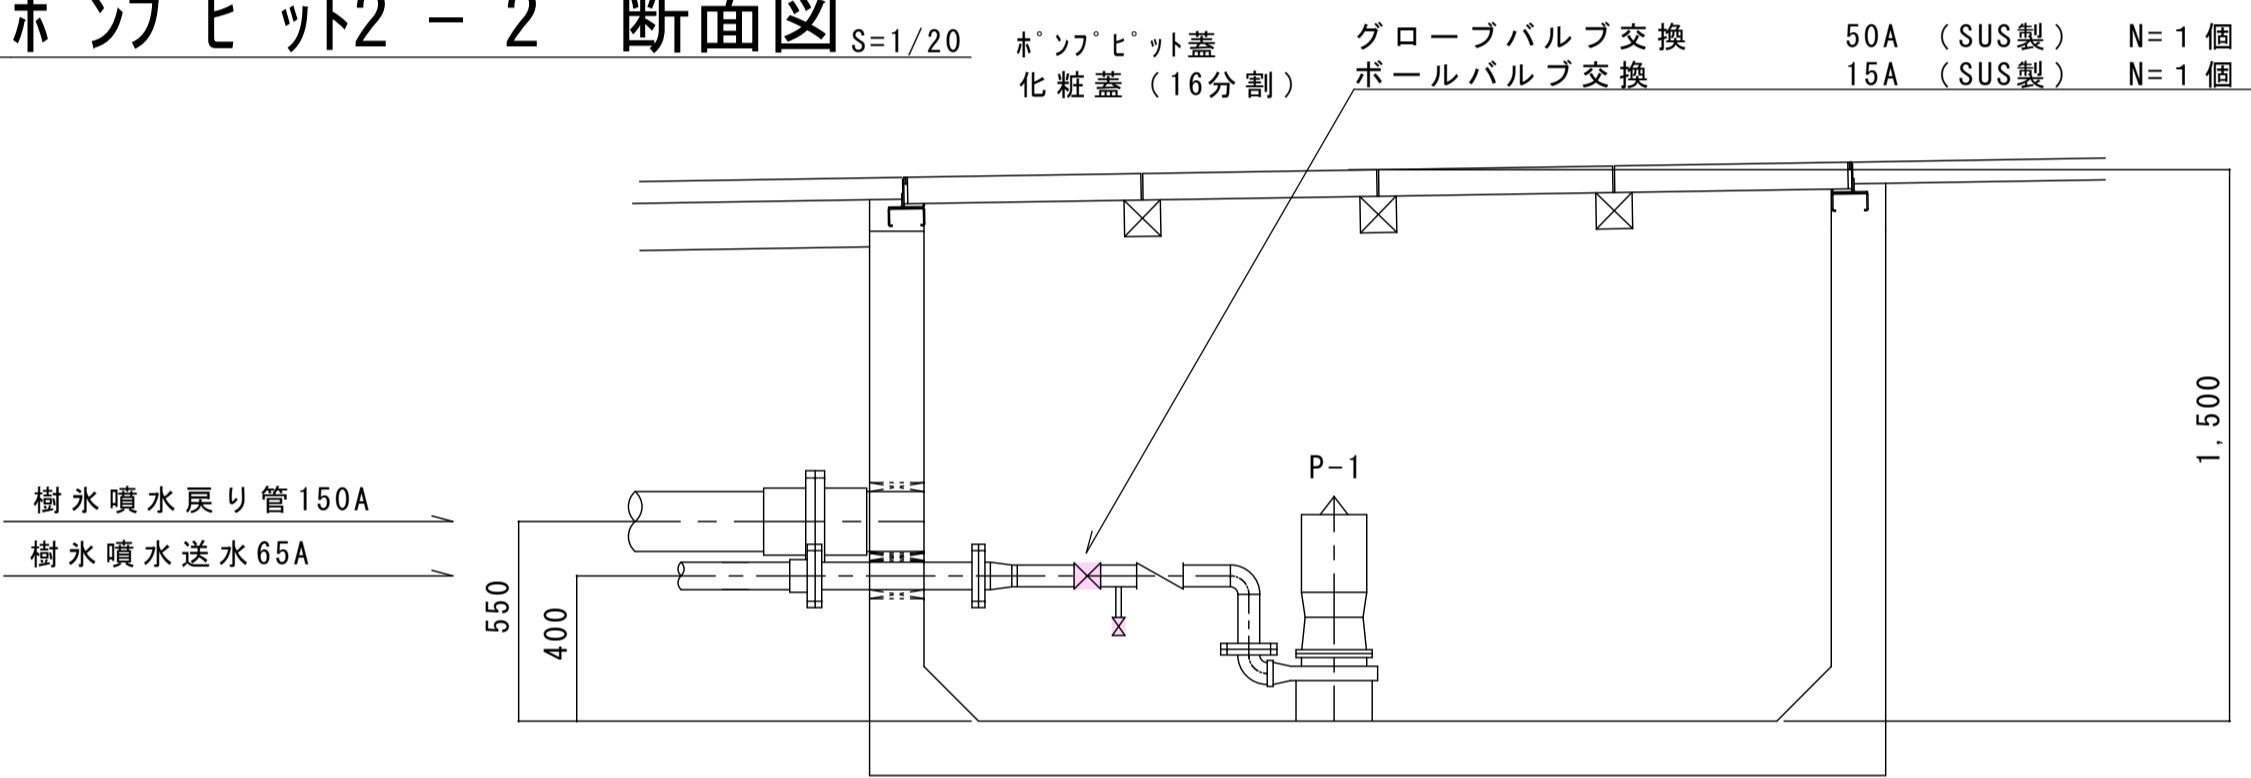 ポンプピット2－2　断面図 S=1/20
ﾎﾟﾝﾌﾟﾋﾟｯﾄ蓋
化粧蓋（16分割）
グローブバルブ交換　50A　（SUS製）　N=1個
ボールバルブ交換　15A　（SUS製）　N=1個
P-1
1,500
樹氷噴水戻り管150A
樹氷噴水送水65A
550
400